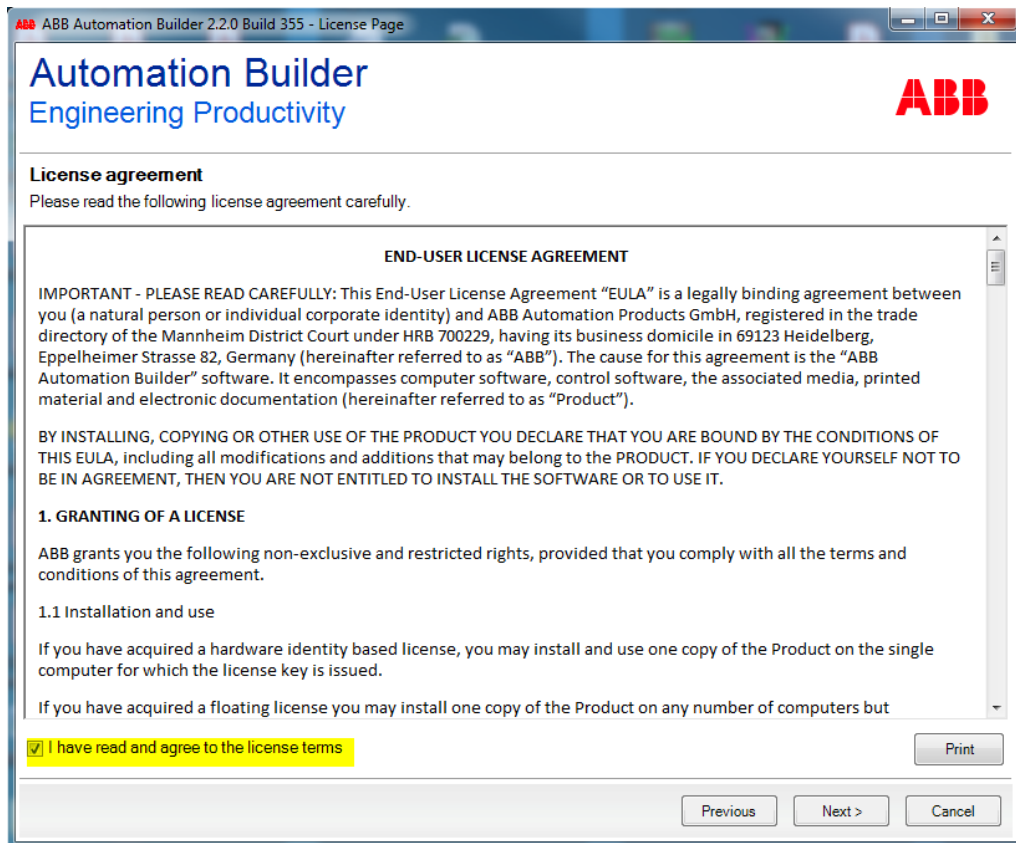 ABB ABB Automation Builder 2.2.0 Build 355 - License Page
Automation Builder
Engineering Productivity
ABB
License agreement
Please read the following license agreement carefully.
END-USER LICENSE AGREEMENT
IMPORTANT - PLEASE READ CAREFULLY: This End-User License Agreement “EULA” is a legally binding agreement between
you (a natural person or individual corporate identity) and ABB Automation Products GmbH, registered in the trade
directory of the Mannheim District Court under HRB 700229, having its business domicile in 69123 Heidelberg,
Eppelheimer Strasse 82, Germany (hereinafter referred to as “ABB”). The cause for this agreement is the “ABB
Automation Builder” software. It encompasses computer software, control software, the associated media, printed
material and electronic documentation (hereinafter referred to as “Product”).
BY INSTALLING, COPYING OR OTHER USE OF THE PRODUCT YOU DECLARE THAT YOU ARE BOUND BY THE CONDITIONS OF
THIS EULA, including all modifications and additions that may belong to the PRODUCT. IF YOU DECLARE YOURSELF NOT TO
BE IN AGREEMENT, THEN YOU ARE NOT ENTITLED TO INSTALL THE SOFTWARE OR TO USE IT.
1. GRANTING OF A LICENSE
ABB grants you the following non-exclusive and restricted rights, provided that you comply with all the terms and
conditions of this agreement.
1.1 Installation and use
If you have acquired a hardware identity based license, you may install and use one copy of the Product on the single
computer for which the license key is issued.
If you have acquired a floating license you may install one copy of the Product on any number of computers but
I have read and agree to the license terms
Print
Previous
Next >
Cancel